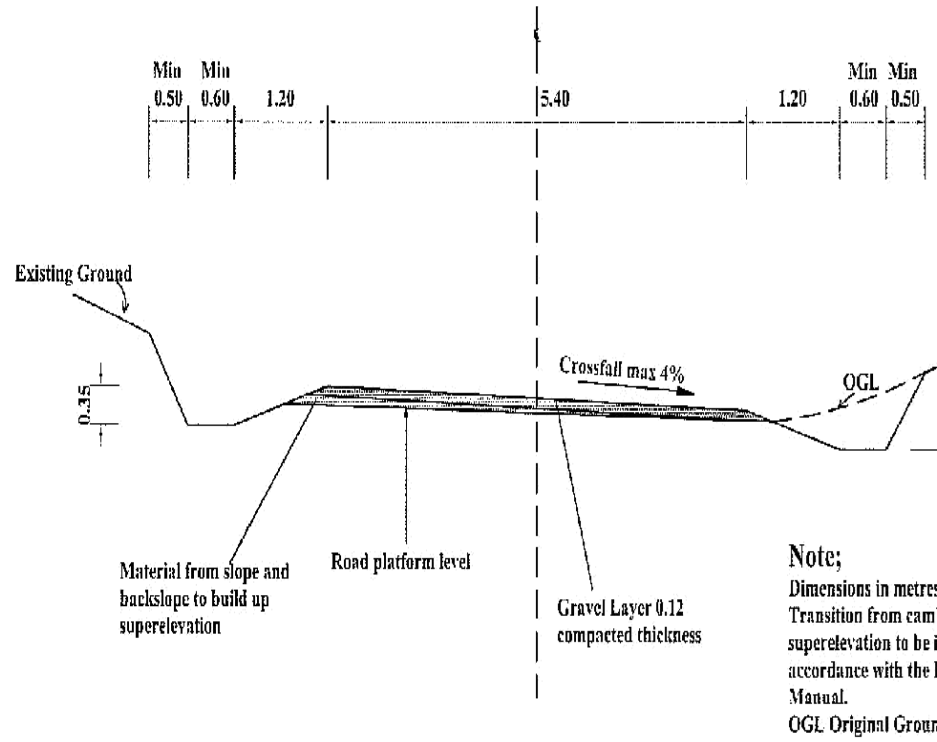 Min Min Min Min
0.50 0.60 1.20 5.40 1.20 0.60 0.50
Existing Ground
Crossfall max 4%
OGL
0.35
Material from slope and
backslope to build up
superelevation
Road platform level
Gravel Layer 0.12
compacted thickness
Note;
Dimensions in metres
Transition from cam
superelevation to be i
accordance with the
Manual.
OGL Original Groun